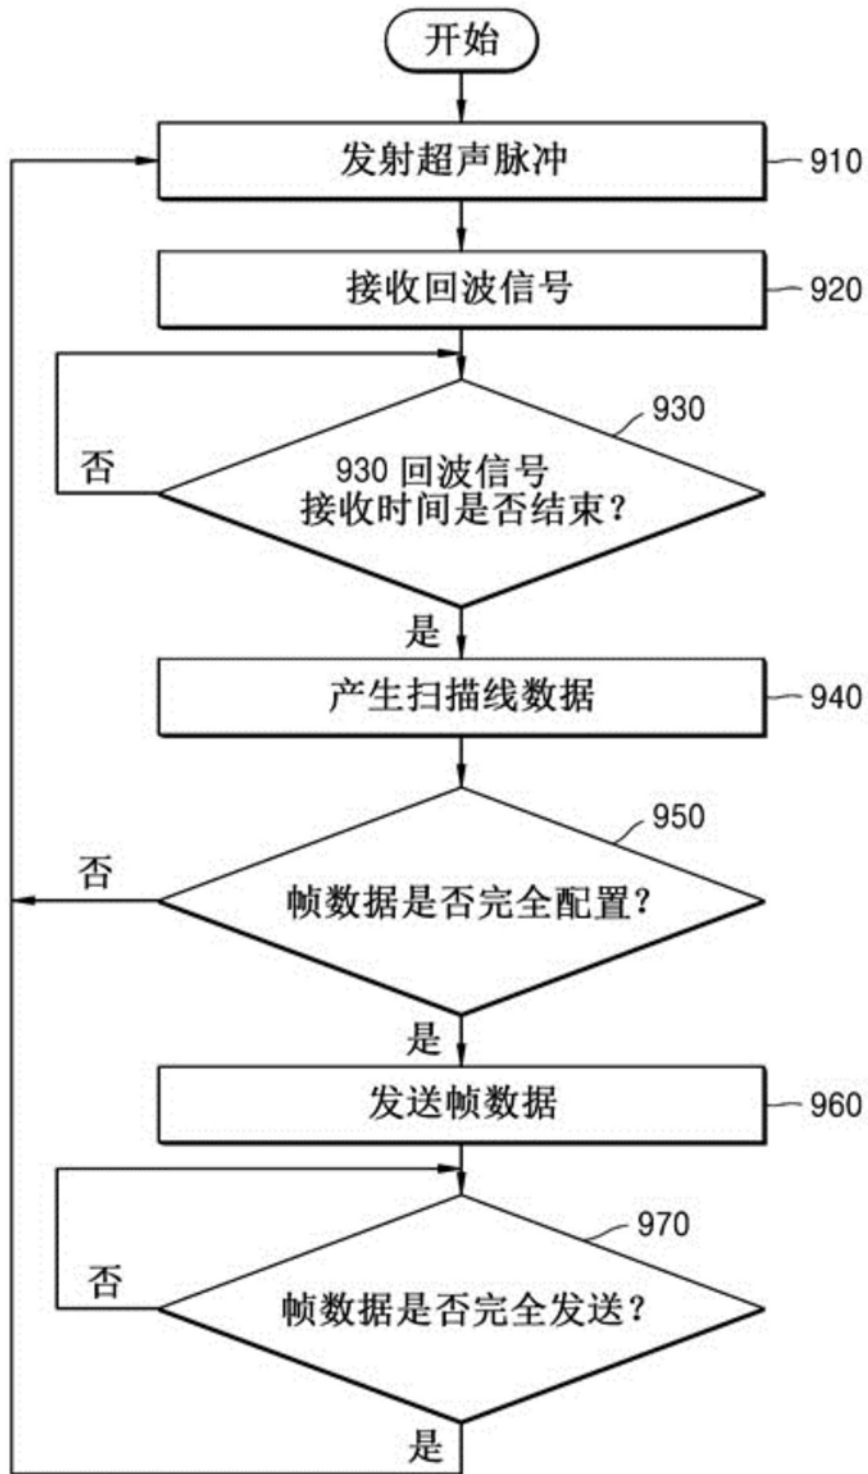 开始
发射超声脉冲
910
接收回波信号
920
930
930 回波信号
接收时间是否结束？
否
是
产生扫描线数据
940
950
帧数据是否完全配置？
否
是
发送帧数据
960
970
帧数据是否完全发送？
否
是